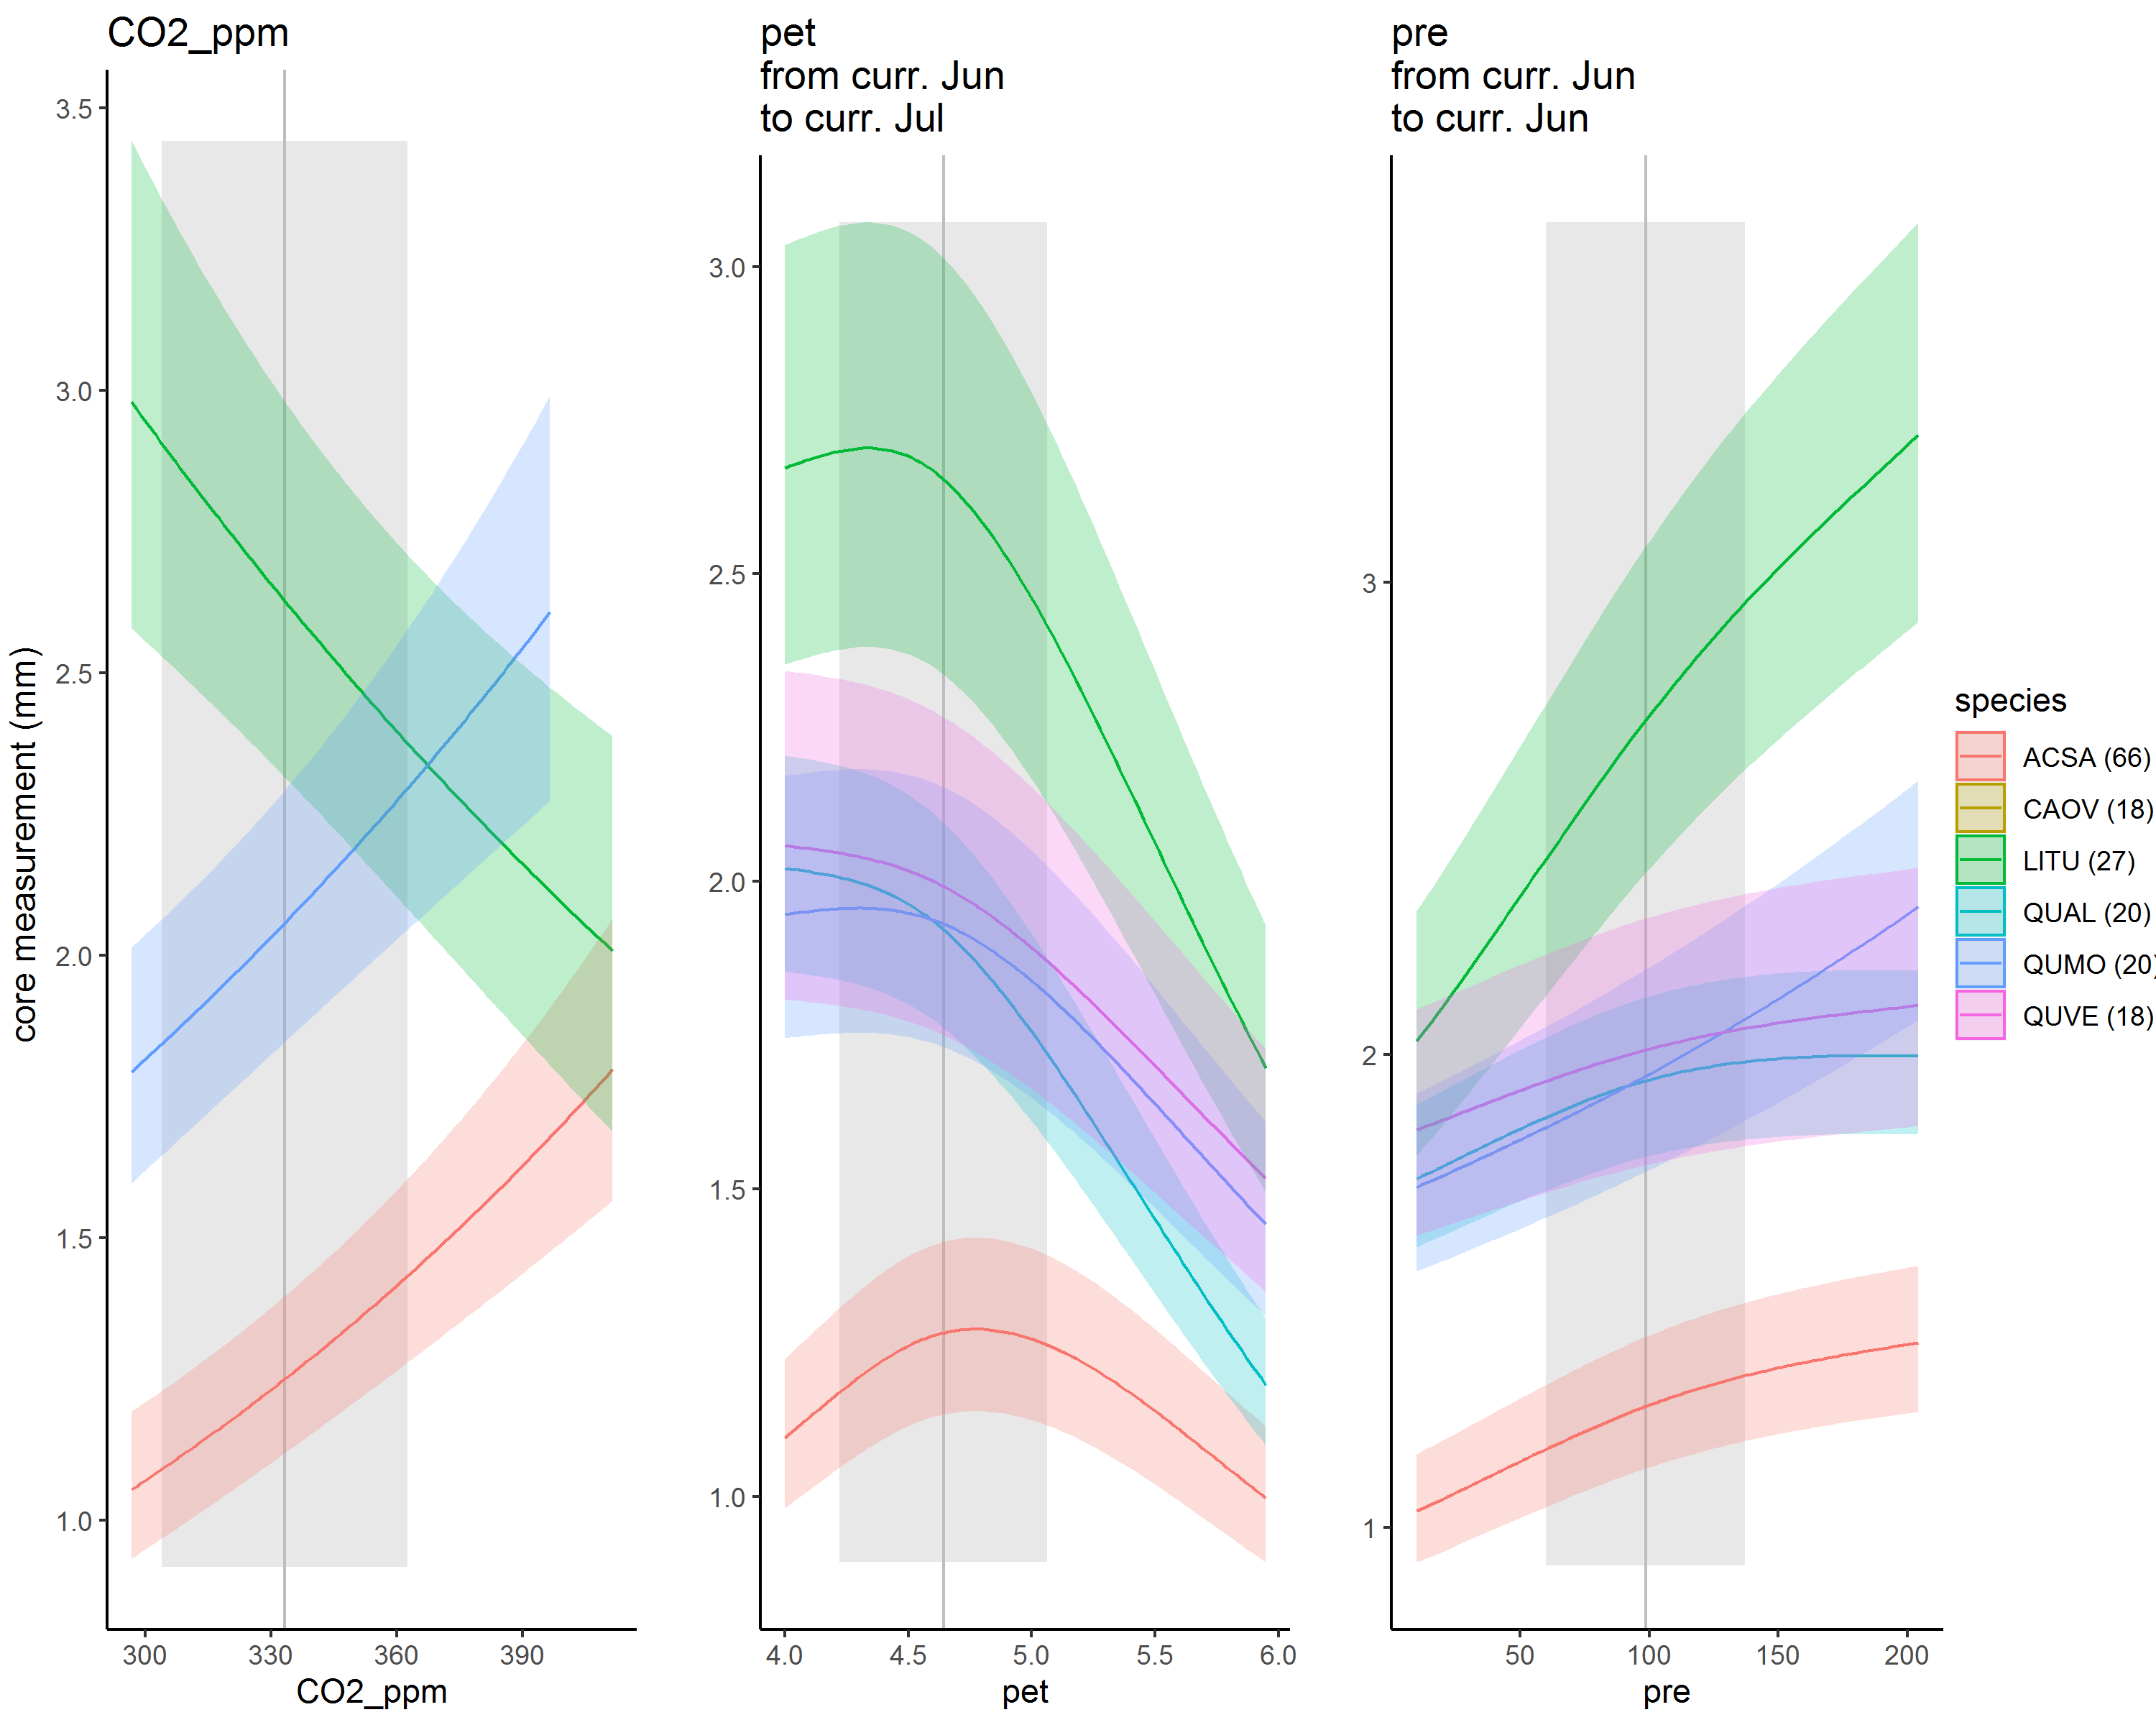 CO2_ppm
pet
from curr. Jun
to curr. Jul
pre
from curr. Jun
to curr. Jun
core measurement (mm)
3.5
3.0
2.5
2.0
1.5
1.0
300
330
360
390
CO2_ppm
3.0
2.5
2.0
1.5
1.0
4.0
4.5
5.0
5.5
6.0
pet
3
2
1
50
100
150
200
pre
species
ACSA (66)
CAOV (18)
LITU (27)
QUAL (20)
QUMO (20)
QUVE (18)